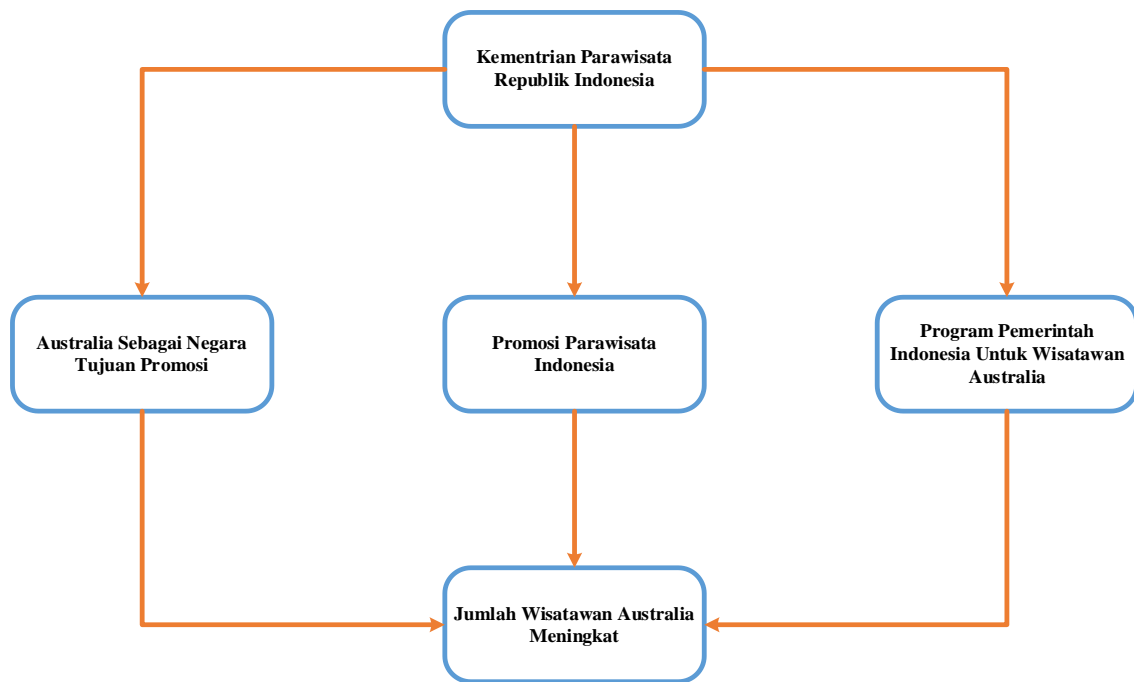 Kementrian Parawisata
Republik Indonesia
Australia Sebagai Negara
Tujuan Promosi
Promosi Parawisata
Indonesia
Program Pemerintah
Indonesia Untuk Wisatawan
Australia
Jumlah Wisatawan Australia
Meningkat